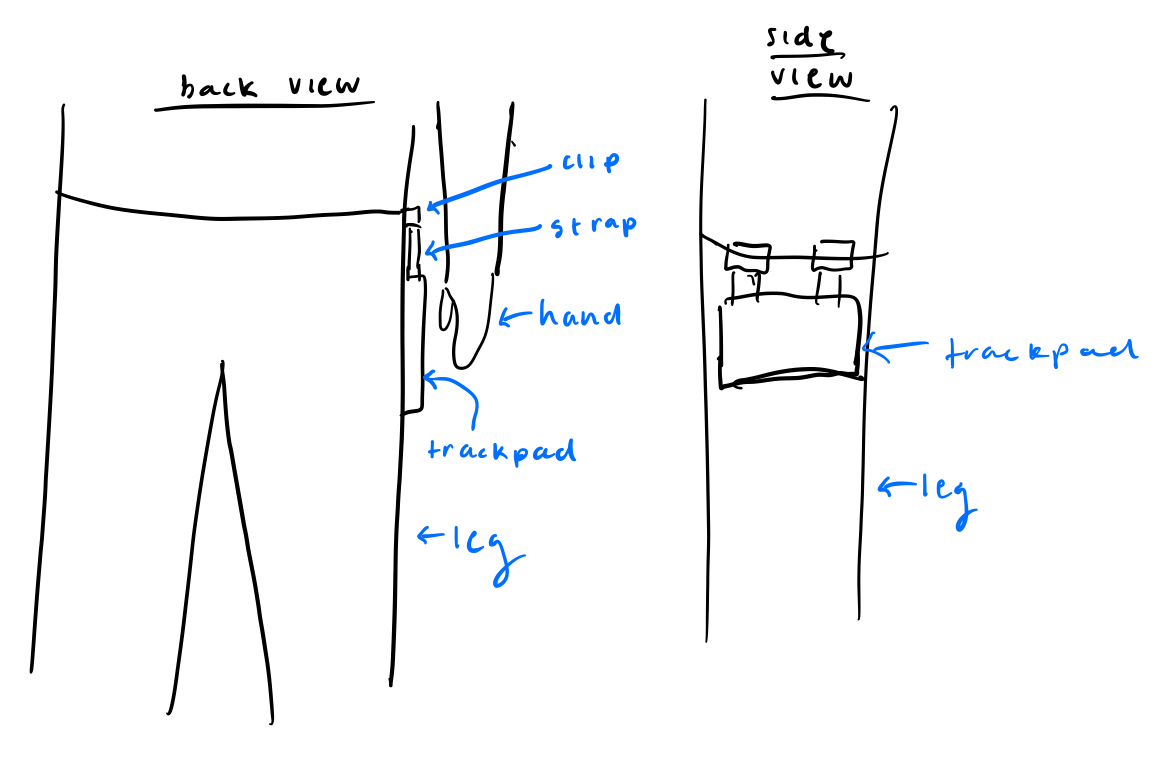 back view
clip
strap
hand
trackpad
leg
side
view
trackpad
leg